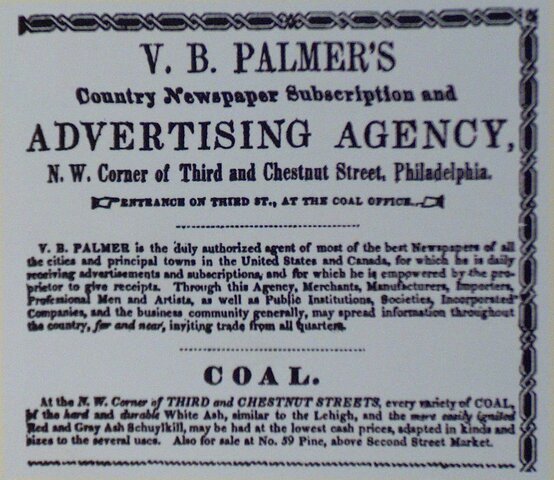 V. B. PALMER'S
Country Newspaper Subscription and
ADVERTISING AGENCY,
N. W. Corner of Third and Chestnut Street, Philadelphia.
ENTRANCE ON THIRD ST., AT THE COAL OFFICE.
V. B. PALMER is the duly authorized agent of most of the best Newspapers of all
the cities and principal towns in the United States and Canada, for which he is daily
receiving advertisements and subscriptions, and for which he is empowered by the pro-
prietor to give receipts. Through this Agency, Merchants, Manufacturers, Importers,
Professional Men and Artists, as well as Public Institutions, Societies, Incorporated
Companies, and the business community generally, may spread information throughout
the country, far and near, inviting trade from all quarters.
COAL.
At the N. W. Corner of THIRD and CHESTNUT STREETS, every variety of COAL,
of the hard and durable White Ash, similar to the Lehigh, and the more easily ignited
Red and Gray Ash Schuylkill, may be had at the lowest cash prices, adapted in kinds and
sizes to the several uses. Also for sale at No. 59 Pine, above Second Street Market.